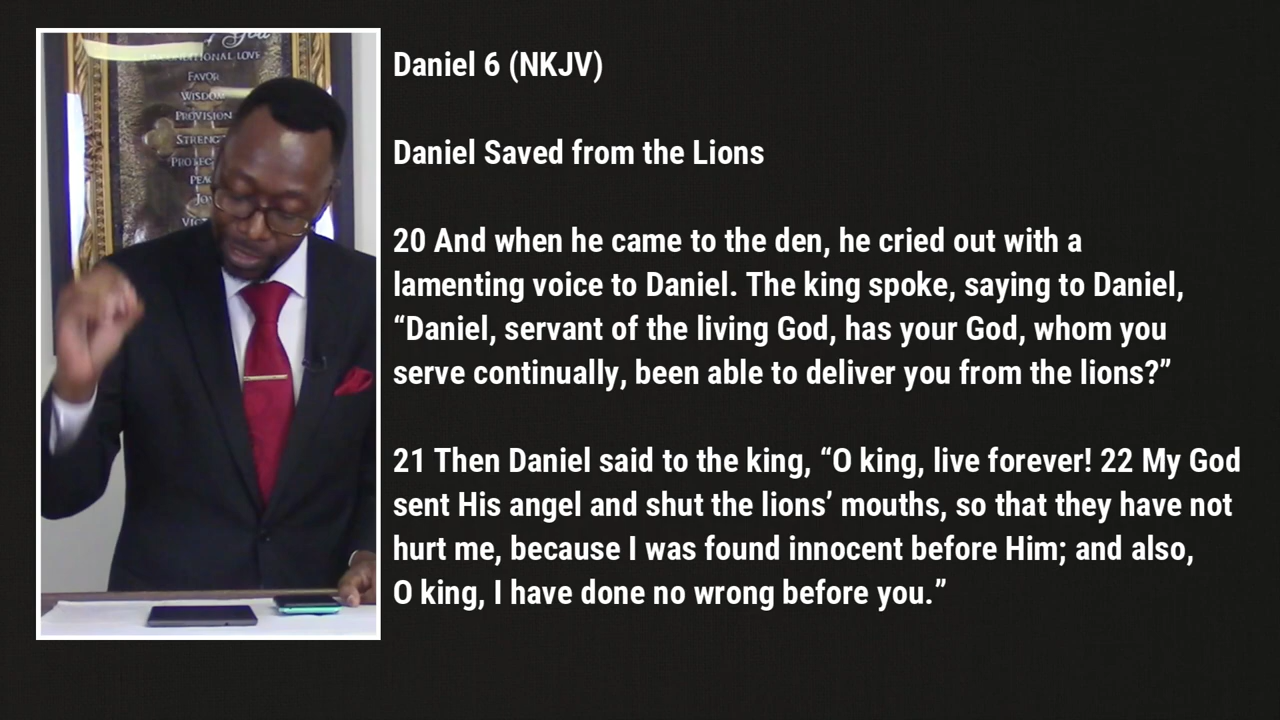 of God
UNCONDITIONAL LOVE
FAVOR
WISDOM
PROVISION
Daniel 6 (NKJV)
Daniel Saved from the Lions
20 And when he came to the den, he cried out with a
lamenting voice to Daniel. The king spoke, saying to Daniel,
“Daniel, servant of the living God, has your God, whom you
serve continually, been able to deliver you from the lions?”
21 Then Daniel said to the king, “O king, live forever! 22 My God
sent His angel and shut the lions’ mouths, so that they have not
hurt me, because I was found innocent before Him; and also,
O king, I have done no wrong before you.”